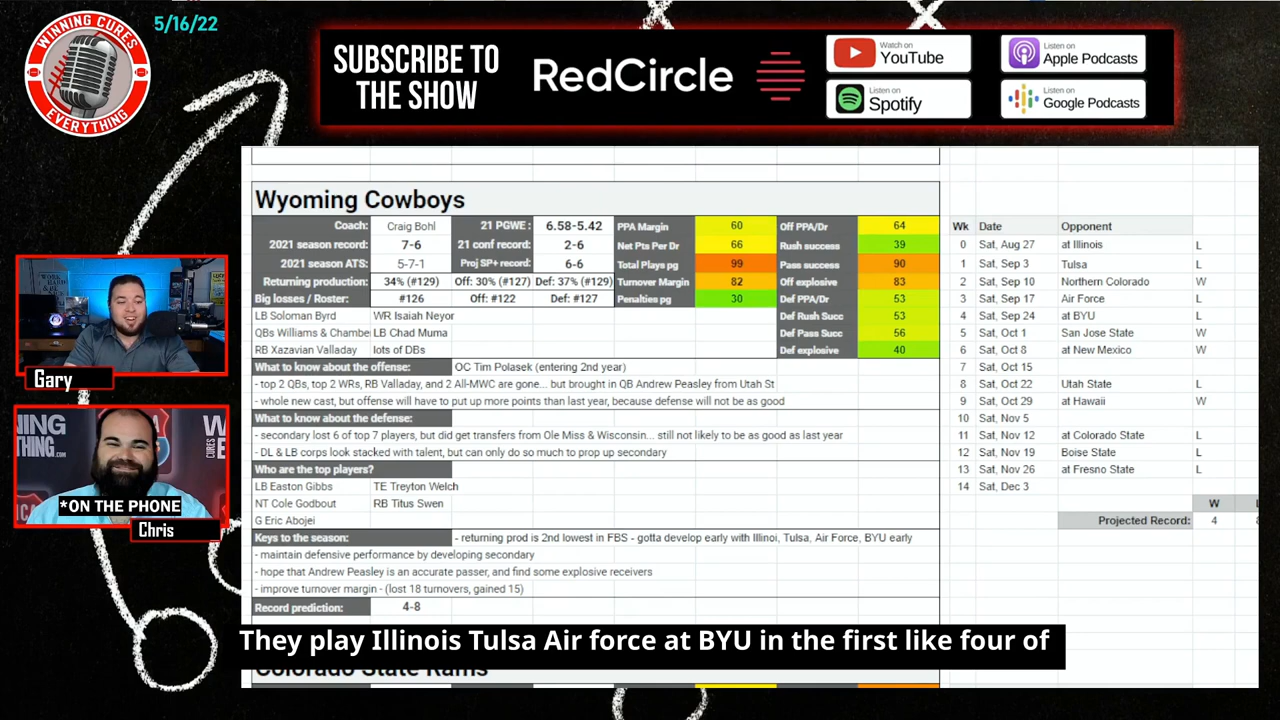 WINNING CURES
EVERYTHING
5/16/22
SUBSCRIBE TO
THE SHOW
RedCircle
Watch on
YouTube
Listen on
Apple Podcasts
Listen on
Spotify
Listen on
Google Podcasts
Gary
*ON THE PHONE
Chris
Wyoming Cowboys
Coach: Craig Bohl 21 PGWE : 6.58-5.42 PPA Margin 60 Off PPA/Dr 64
2021 season record: 7-6 21 conf record: 2-6 Net Pts Per Dr 66 Rush success 39
2021 season ATS: 5-7-1 Proj SP+ record: 6-6 Total Plays pg 99 Pass success 90
Returning production: 34% (#129) Off: 30% (#127) Def: 37% (#129) Turnover Margin 82 Off explosive 83
Big losses / Roster: #126 Off: #122 Def: #127 Penalties pg 30 Def PPA/Dr 53
LB Soloman Byrd WR Isaiah Neyor Def Rush Succ 53
QBs Williams & Chambe LB Chad Muma Def Pass Succ 56
RB Xazavian Valladay lots of DBs Def explosive 40
What to know about the offense: OC Tim Polasek (entering 2nd year)
- top 2 QBs, top 2 WRs, RB Valladay, and 2 All-MWC are gone... but brought in QB Andrew Peasley from Utah St
- whole new cast, but offense will have to put up more points than last year, because defense will not be as good
What to know about the defense:
- secondary lost 6 of top 7 players, but did get transfers from Ole Miss & Wisconsin... still not likely to be as good as last year
- DL & LB corps look stacked with talent, but can only do so much to prop up secondary
Who are the top players?
LB Easton Gibbs TE Treyton Welch
NT Cole Godbout RB Titus Swen
G Eric Abojei
Keys to the season: - returning prod is 2nd lowest in FBS - gotta develop early with Illinoi, Tulsa, Air Force, BYU early
- maintain defensive performance by developing secondary
- hope that Andrew Peasley is an accurate passer, and find some explosive receivers
- improve turnover margin - (lost 18 turnovers, gained 15)
Record prediction: 4-8
Wk Date Opponent
0 Sat, Aug 27 at Illinois L
1 Sat, Sep 3 Tulsa L
2 Sat, Sep 10 Northern Colorado W
3 Sat, Sep 17 Air Force L
4 Sat, Sep 24 at BYU L
5 Sat, Oct 1 San Jose State W
6 Sat, Oct 8 at New Mexico W
7 Sat, Oct 15
8 Sat, Oct 22 Utah State L
9 Sat, Oct 29 at Hawaii W
10 Sat, Nov 5
11 Sat, Nov 12 at Colorado State L
12 Sat, Nov 19 Boise State L
13 Sat, Nov 26 at Fresno State L
14 Sat, Dec 3
W L
Projected Record: 4
They play Illinois Tulsa Air force at BYU in the first like four of
Colorado State Rams